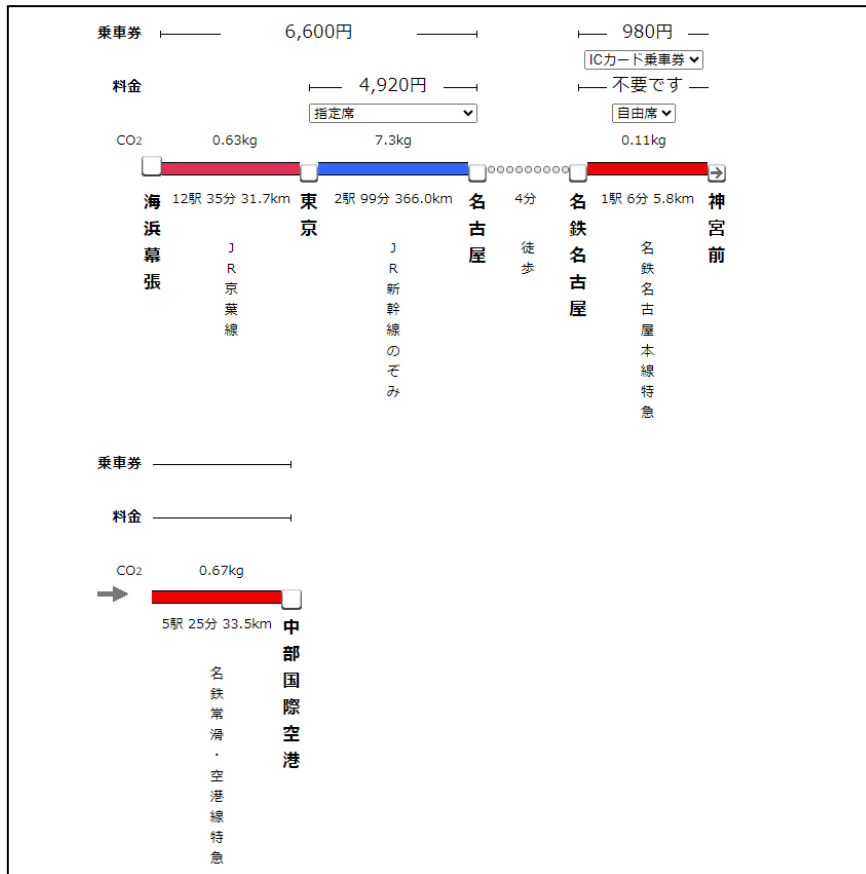 乗車券 6,600円 980円
ICカード乗車券
料金 4,920円 不要です
指定席 自由席
CO2 0.63kg 7.3kg 0.11kg
12駅 35分 31.7km 2駅 99分 366.0km 4分 1駅 6分 5.8km
海浜幕張
JR京葉線
東京
JR新幹線のぞみ
名古屋
徒歩
名鉄名古屋
名鉄名古屋本線特急
神宮前
乗車券
料金
CO2 0.67kg
5駅 25分 33.5km
名鉄常滑・空港線特急
中部国際空港